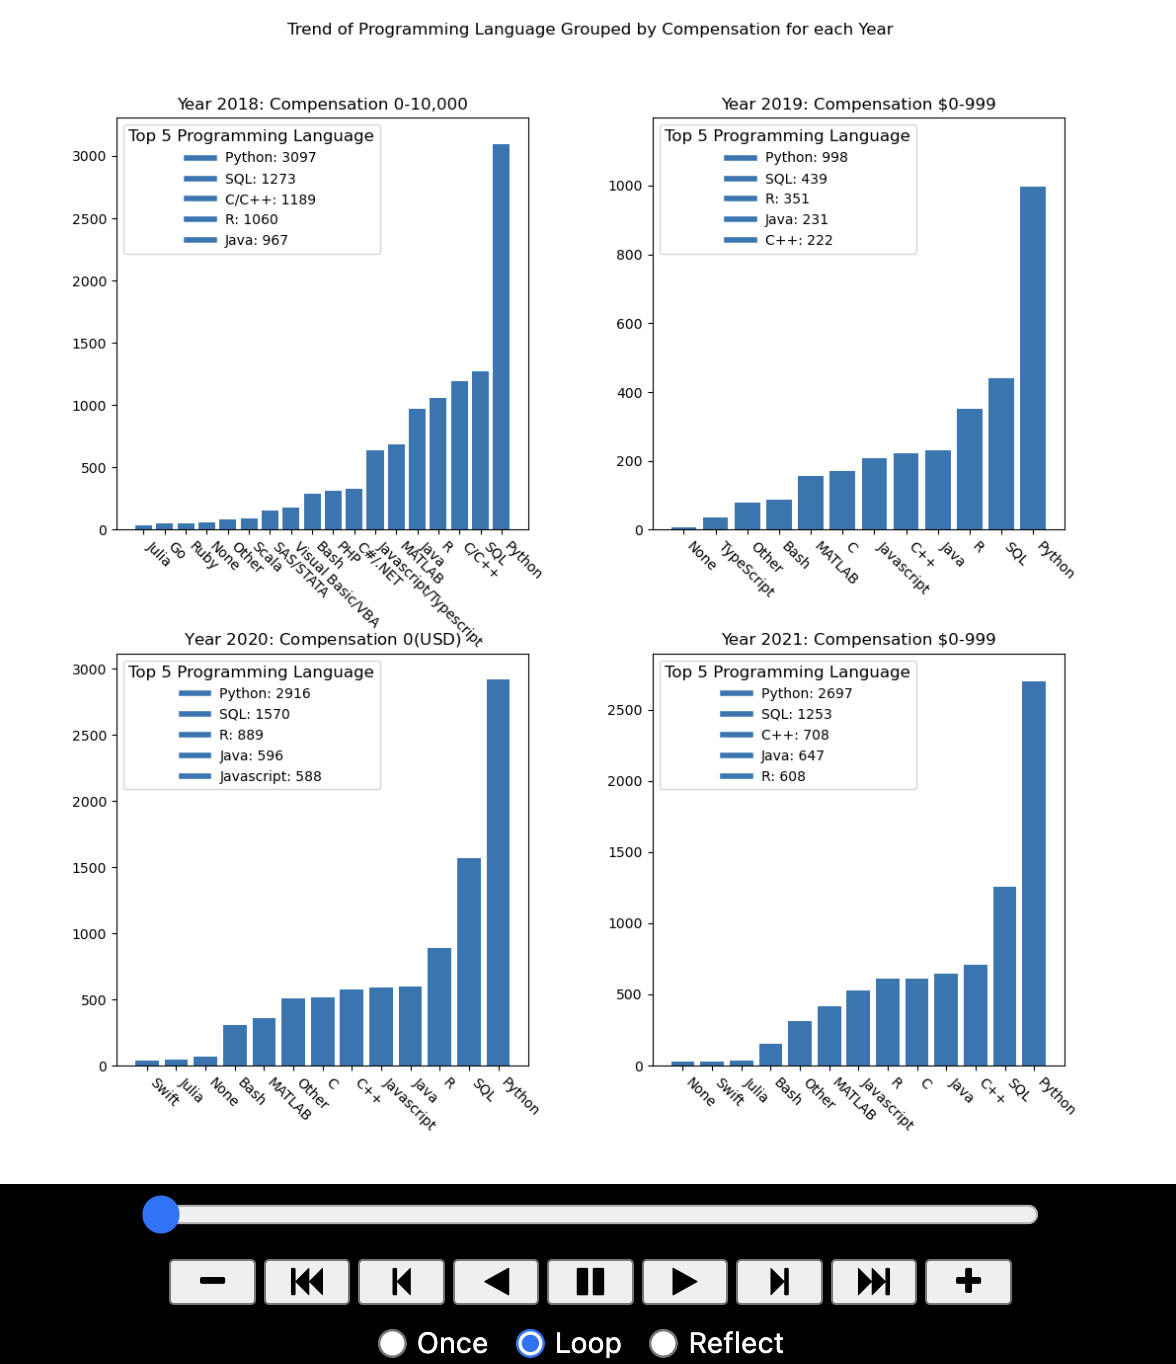 Trend of Programming Language Grouped by Compensation for each Year
Year 2018: Compensation 0-10,000
Top 5 Programming Language
Python: 3097
SQL: 1273
C/C++: 1189
R: 1060
Java: 967
3000
2500
2000
1500
1000
500
0
Julia
Go
Ruby
None
Other
Scala
SAS/STATA
Visual Basic/VBA
Bash
PHP
C#/.NET
Javascript/Typescript
MATLAB
Java
R
C/C++
SQL
Python
Year 2019: Compensation $0-999
Top 5 Programming Language
Python: 998
SQL: 439
R: 351
Java: 231
C++: 222
1000
800
600
400
200
0
None
TypeScript
Other
Bash
MATLAB
C
Javascript
C++
Java
R
SQL
Python
Year 2020: Compensation 0(USD)
Top 5 Programming Language
Python: 2916
SQL: 1570
R: 889
Java: 596
Javascript: 588
3000
2500
2000
1500
1000
500
0
Swift
Julia
None
Bash
MATLAB
Other
C
C++
Javascript
Java
R
SQL
Python
Year 2021: Compensation $0-999
Top 5 Programming Language
Python: 2697
SQL: 1253
C++: 708
Java: 647
R: 608
2500
2000
1500
1000
500
0
None
Swift
Julia
Bash
Other
MATLAB
Javascript
R
C
Java
C++
SQL
Python
Once Loop Reflect